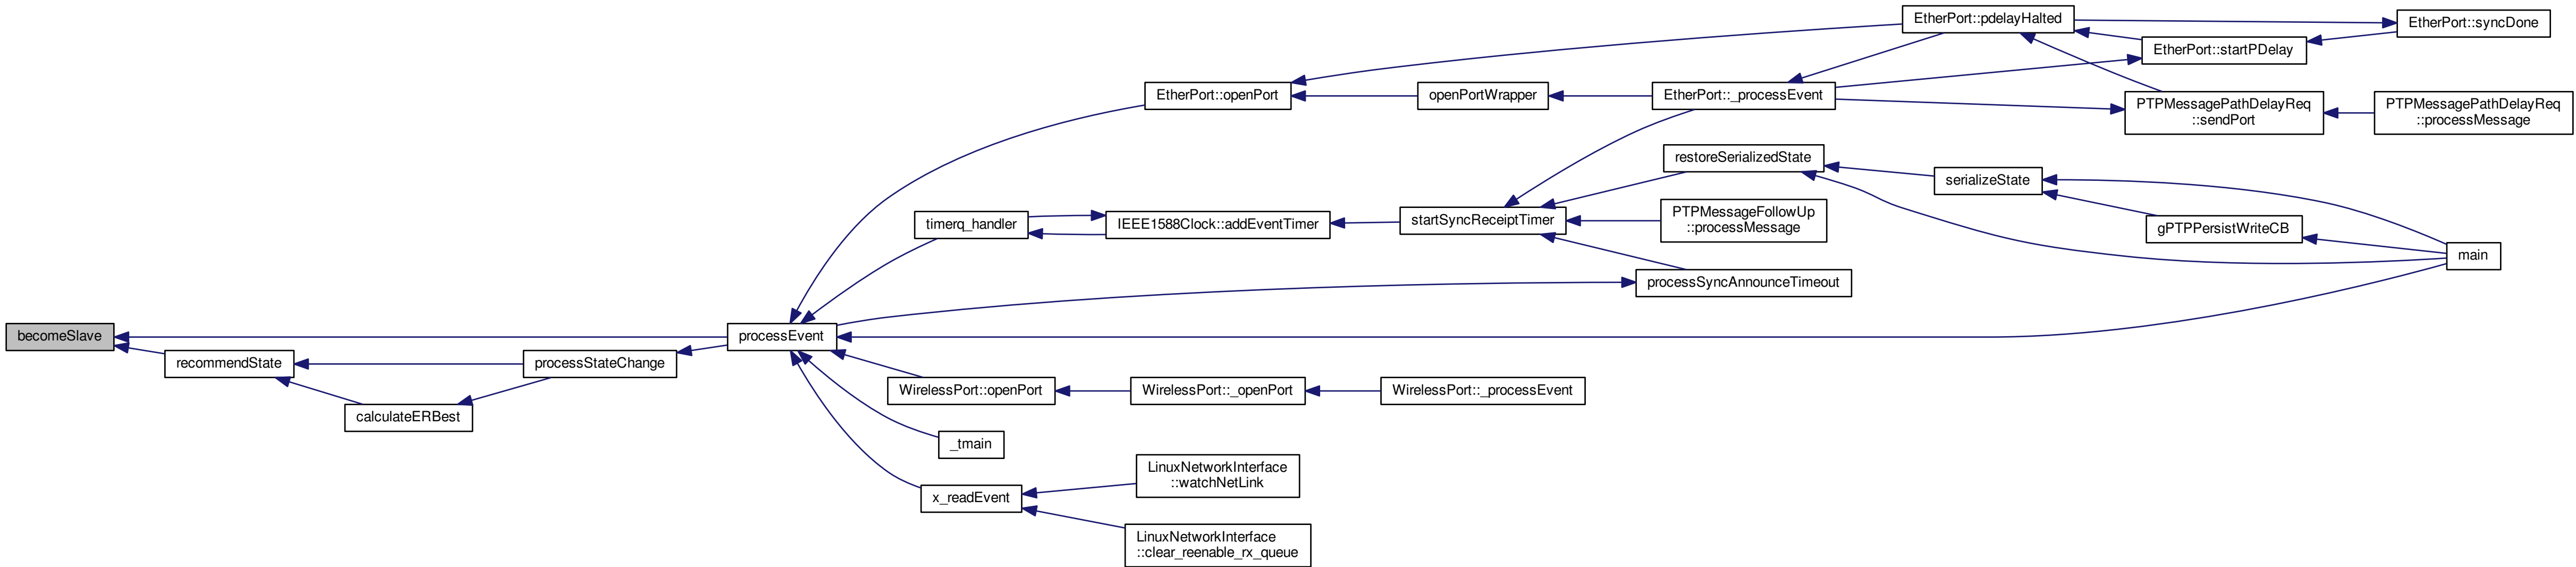 becomeSlave
recommendState
calculateERBest
processStateChange
processEvent
EtherPort::openPort
timerq_handler
WirelessPort::openPort
_tmain
x_readEvent
openPortWrapper
IEEE1588Clock::addEventTimer
WirelessPort::_openPort
LinuxNetworkInterface
::watchNetLink
LinuxNetworkInterface
::clear_reenable_rx_queue
startSyncReceiptTimer
WirelessPort::_processEvent
EtherPort::_processEvent
restoreSerializedState
PTPMessageFollowUp
::processMessage
processSyncAnnounceTimeout
EtherPort::pdelayHalted
serializeState
EtherPort::startPDelay
PTPMessagePathDelayReq
::sendPort
gPTPPersistWriteCB
EtherPort::syncDone
PTPMessagePathDelayReq
::processMessage
main